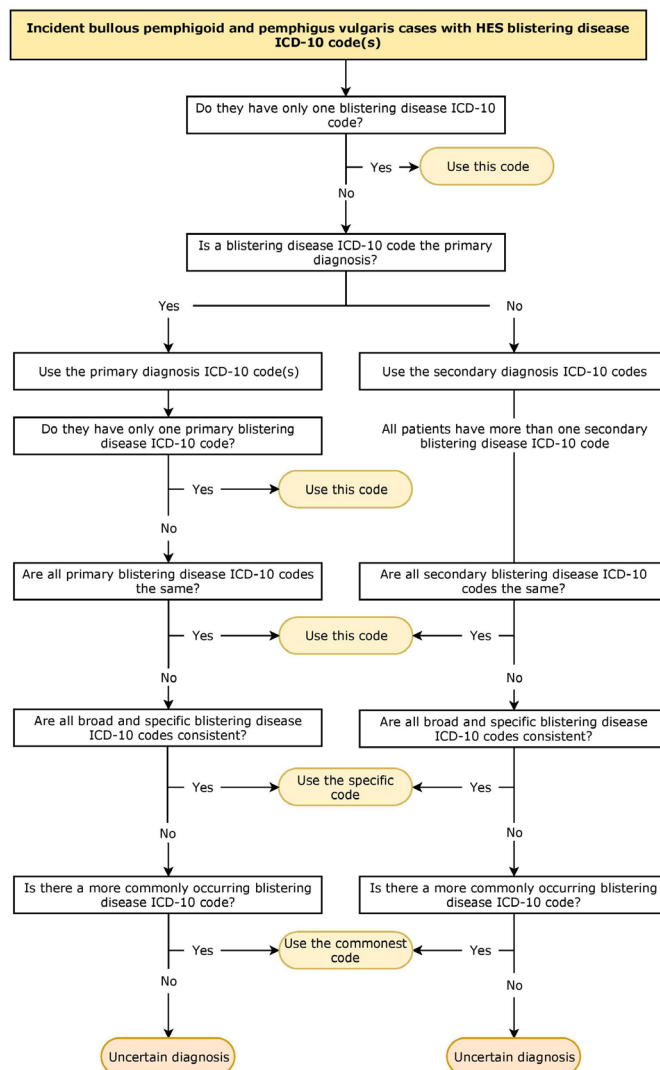 Incident bullous pemphigoid and pemphigus vulgaris cases with HES blistering disease
ICD-10 code(s)
Do they have only one blistering disease ICD-10
code?
Yes
Use this code
No
Is a blistering disease ICD-10 code the primary
diagnosis?
Yes
No
Use the primary diagnosis ICD-10 code(s)
Use the secondary diagnosis ICD-10 codes
Do they have only one primary blistering
disease ICD-10 code?
All patients have more than one secondary
blistering disease ICD-10 code
Yes
Use this code
No
Are all primary blistering disease ICD-10 codes
the same?
Are all secondary blistering disease ICD-10
codes the same?
Yes
Use this code
Yes
No
No
Are all broad and specific blistering disease
ICD-10 codes consistent?
Are all broad and specific blistering disease
ICD-10 codes consistent?
Yes
Use the specific
code
Yes
No
No
Is there a more commonly occurring blistering
disease ICD-10 code?
Is there a more commonly occurring blistering
disease ICD-10 code?
Yes
Use the commonest
code
Yes
No
No
Uncertain diagnosis
Uncertain diagnosis